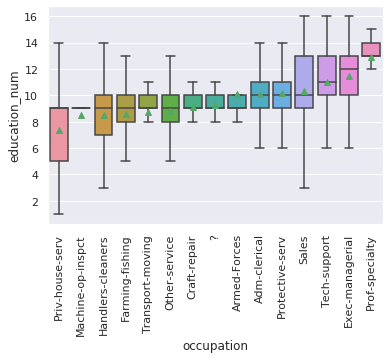 16
14
12
10
8
6
4
2
education_num
Priv-house-serv
Machine-op-inspct
Handlers-cleaners
Farming-fishing
Transport-moving
Other-service
Craft-repair
?
Armed-Forces
Adm-clerical
Protective-serv
Sales
Tech-support
Exec-managerial
Prof-specialty
occupation